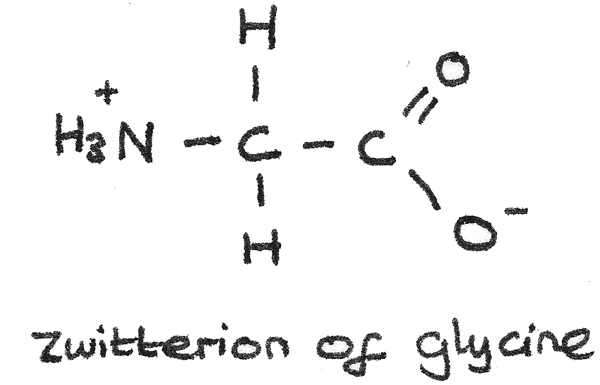 H
+
O
H₃N – C – C
H
O⁻
zwitterion of glycine